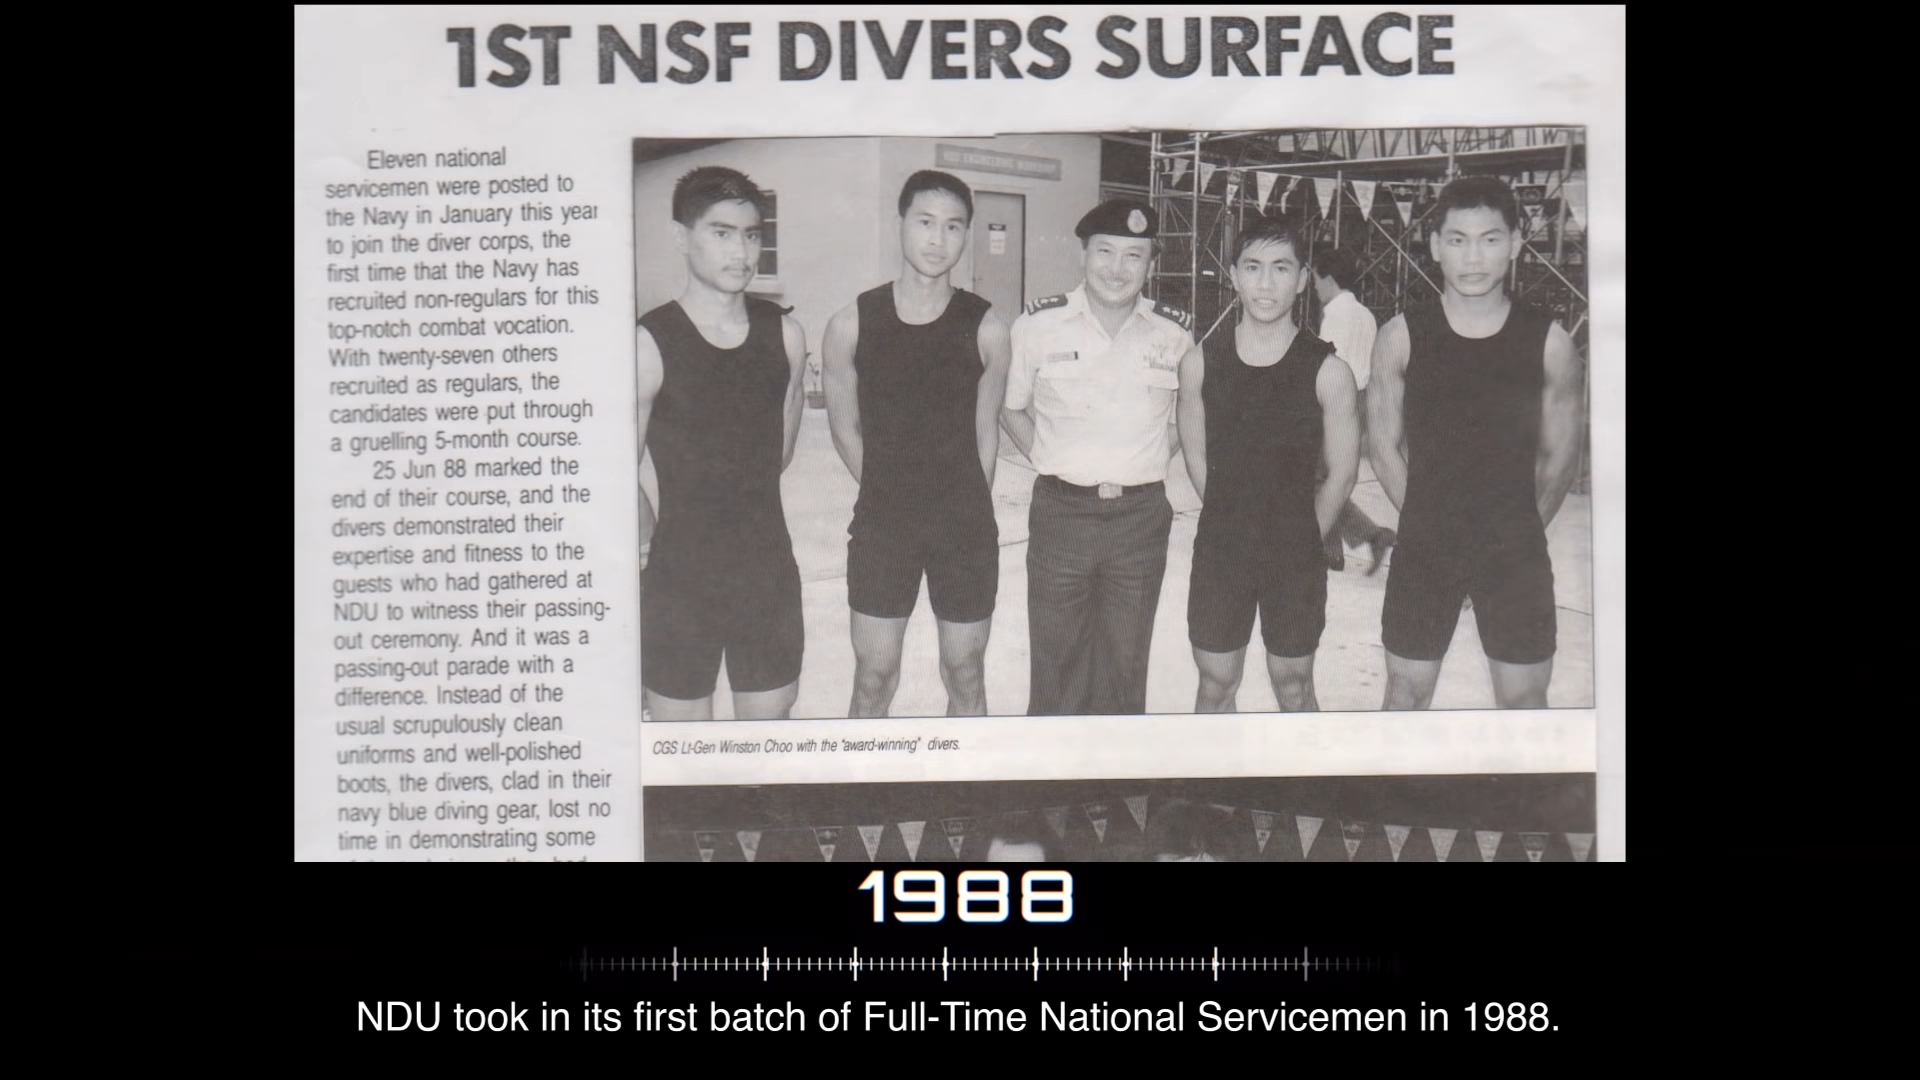 1ST NSF DIVERS SURFACE
Eleven national
servicemen were posted to
the Navy in January this year
to join the diver corps, the
first time that the Navy has
recruited non-regulars for this
top-notch combat vocation.
With twenty-seven others
recruited as regulars, the
candidates were put through
a gruelling 5-month course.
25 Jun 88 marked the
end of their course, and the
divers demonstrated their
expertise and fitness to the
guests who had gathered at
NDU to witness their passing-
out ceremony. And it was a
passing-out parade with a
difference. Instead of the
usual scrupulously clean
uniforms and well-polished
boots, the divers, clad in their
navy blue diving gear, lost no
time in demonstrating some
NDU ENGINEERING WORKSHOP
CGS Lt-Gen Winston Choo with the "award-winning" divers.
1988
NDU took in its first batch of Full-Time National Servicemen in 1988.